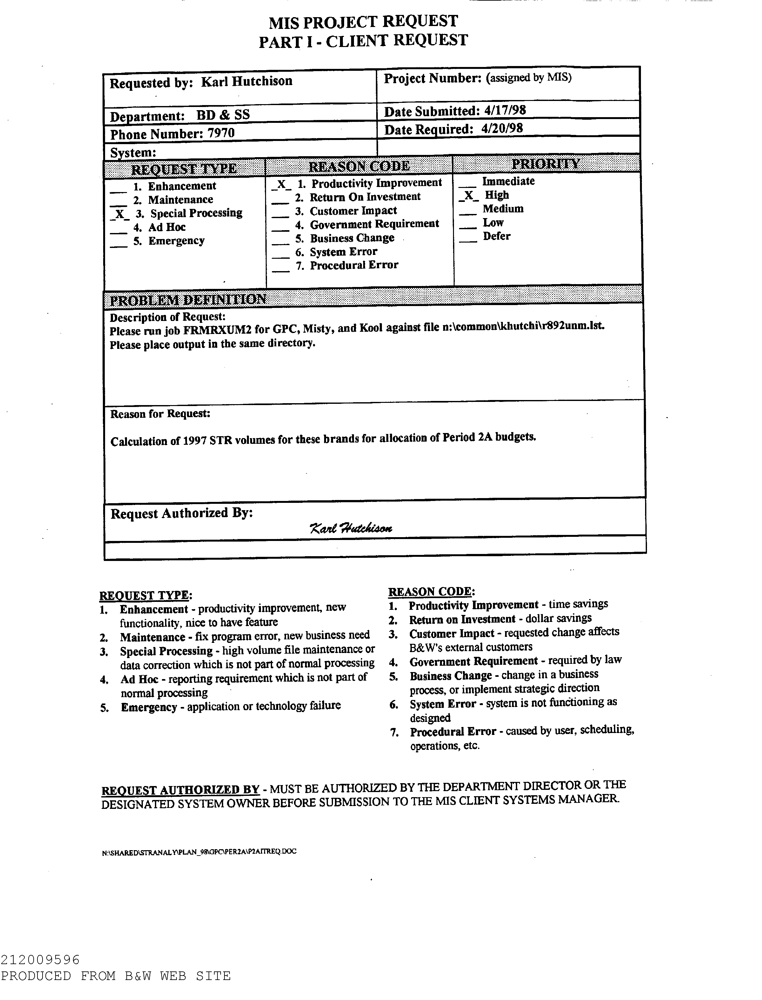 MIS PROJECT REQUEST
PART I - CLIENT REQUEST
Requested by: Karl Hutchison
Project Number: (assigned by MIS)
Department: BD & SS
Date Submitted: 4/17/98
Phone Number: 7970
Date Required: 4/20/98
System:
REQUEST TYPE
___ 1. Enhancement
___ 2. Maintenance
_X_ 3. Special Processing
___ 4. Ad Hoc
___ 5. Emergency
REASON CODE
_X_ 1. Productivity Improvement
___ 2. Return On Investment
___ 3. Customer Impact
___ 4. Government Requirement
___ 5. Business Change
___ 6. System Error
___ 7. Procedural Error
PRIORITY
___ Immediate
_X_ High
___ Medium
___ Low
___ Defer
PROBLEM DEFINITION
Description of Request:
Please run job FRMRXUM2 for GPC, Misty, and Kool against file n:\common\khutchi\r892unm.lst.
Please place output in the same directory.
Reason for Request:
Calculation of 1997 STR volumes for these brands for allocation of Period 2A budgets.
Request Authorized By:
Karl Hutchison
REQUEST TYPE:
1. Enhancement - productivity improvement, new
functionality, nice to have feature
2. Maintenance - fix program error, new business need
3. Special Processing - high volume file maintenance or
data correction which is not part of normal processing
4. Ad Hoc - reporting requirement which is not part of
normal processing
5. Emergency - application or technology failure
REASON CODE:
1. Productivity Improvement - time savings
2. Return on Investment - dollar savings
3. Customer Impact - requested change affects
B&W's external customers
4. Government Requirement - required by law
5. Business Change - change in a business
process, or implement strategic direction
6. System Error - system is not functioning as
designed
7. Procedural Error - caused by user, scheduling,
operations, etc.
REQUEST AUTHORIZED BY - MUST BE AUTHORIZED BY THE DEPARTMENT DIRECTOR OR THE
DESIGNATED SYSTEM OWNER BEFORE SUBMISSION TO THE MIS CLIENT SYSTEMS MANAGER.
N:\SHARED\STRANALY\PLAN_98\GPC\PER2A\P2AITREQ.DOC
212009596
PRODUCED FROM B&W WEB SITE